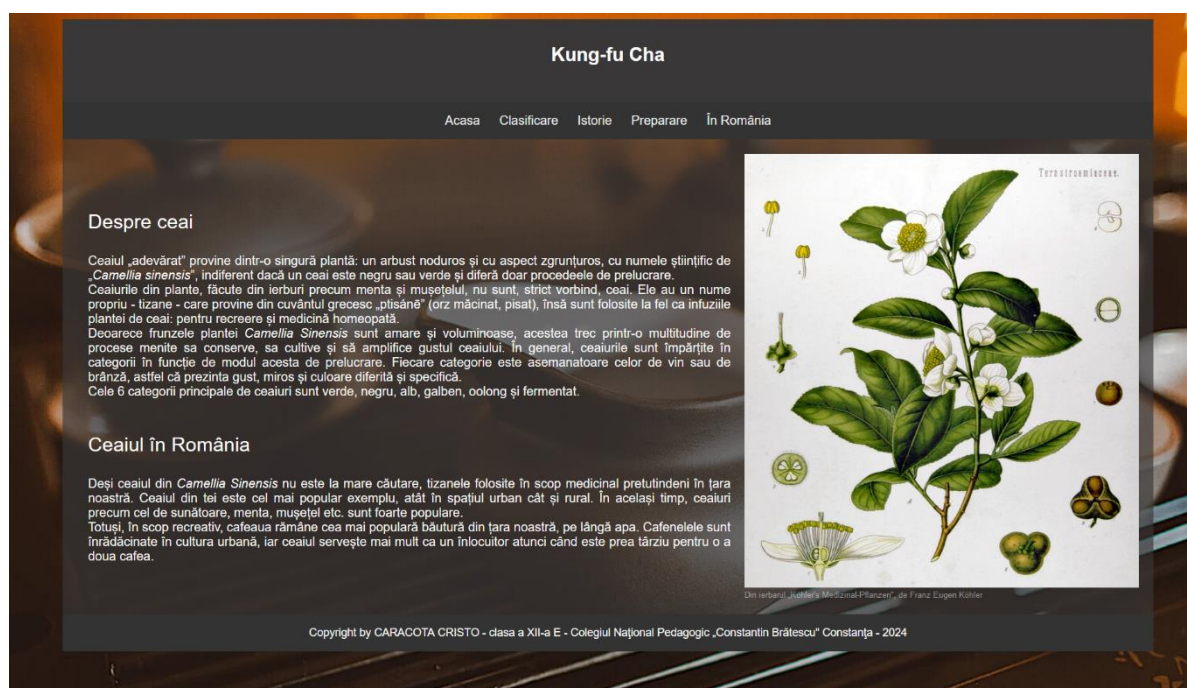 Kung-fu Cha
Acasa Clasificare Istorie Preparare În România
Despre ceai
Ceaiul „adevărat” provine dintr-o singură plantă: un arbust noduros și cu aspect zgrunțuros, cu numele științific de
„Camellia sinensis”, indiferent dacă un ceai este negru sau verde și diferă doar procedeele de prelucrare.
Ceaiurile din plante, făcute din ierburi precum menta și mușețelul, nu sunt, strict vorbind, ceai. Ele au un nume
propriu - tizane - care provine din cuvântul grecesc „ptisánē” (orz măcinat, pisat), însă sunt folosite la fel ca infuziile
plantei de ceai: pentru recreere și medicină homeopată.
Deoarece frunzele plantei Camellia Sinensis sunt amare și voluminoase, acestea trec printr-o multitudine de
procese menite sa conserve, sa cultive și să amplifice gustul ceaiului. În general, ceaiurile sunt împărțite în
categorii în funcție de modul acesta de prelucrare. Fiecare categorie este asemanatoare celor de vin sau de
brânză, astfel că prezinta gust, miros și culoare diferită și specifică.
Cele 6 categorii principale de ceaiuri sunt verde, negru, alb, galben, oolong și fermentat.
Ceaiul în România
Deși ceaiul din Camellia Sinensis nu este la mare căutare, tizanele folosite în scop medicinal pretutindeni în țara
noastră. Ceaiul din tei este cel mai popular exemplu, atât în spațiul urban cât și rural. În același timp, ceaiuri
precum cel de sunătoare, menta, mușețel etc. sunt foarte populare.
Totuși, în scop recreativ, cafeaua rămâne cea mai populară băutură din țara noastră, pe lângă apa. Cafenelele sunt
înrădăcinate în cultura urbană, iar ceaiul servește mai mult ca un înlocuitor atunci când este prea târziu pentru o a
doua cafea.
Ternstroemiaceae.
Din ierbarul „Köhler's Medizinal-Pflanzen”, de Franz Eugen Köhler
Copyright by CARACOTA CRISTO - clasa a XII-a E - Colegiul Naţional Pedagogic „Constantin Brătescu" Constanţa - 2024